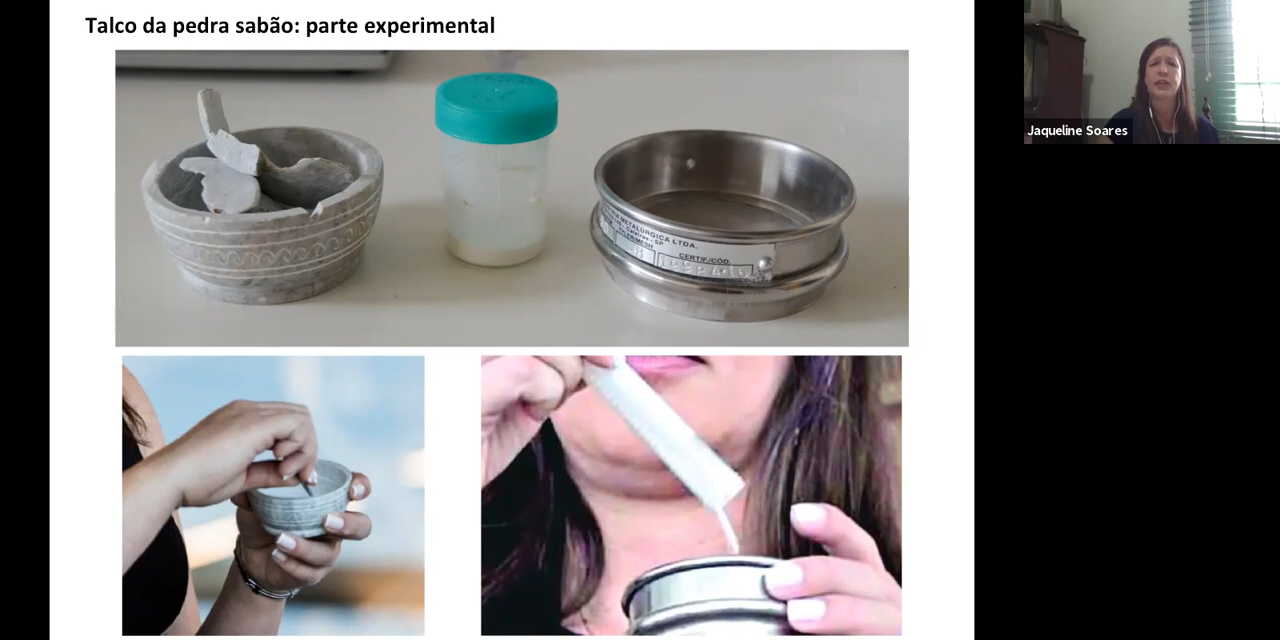 Talco da pedra sabão: parte experimental
METALÚRGICA LTDA.
CERTIF/CÓD.
Jaqueline Soares